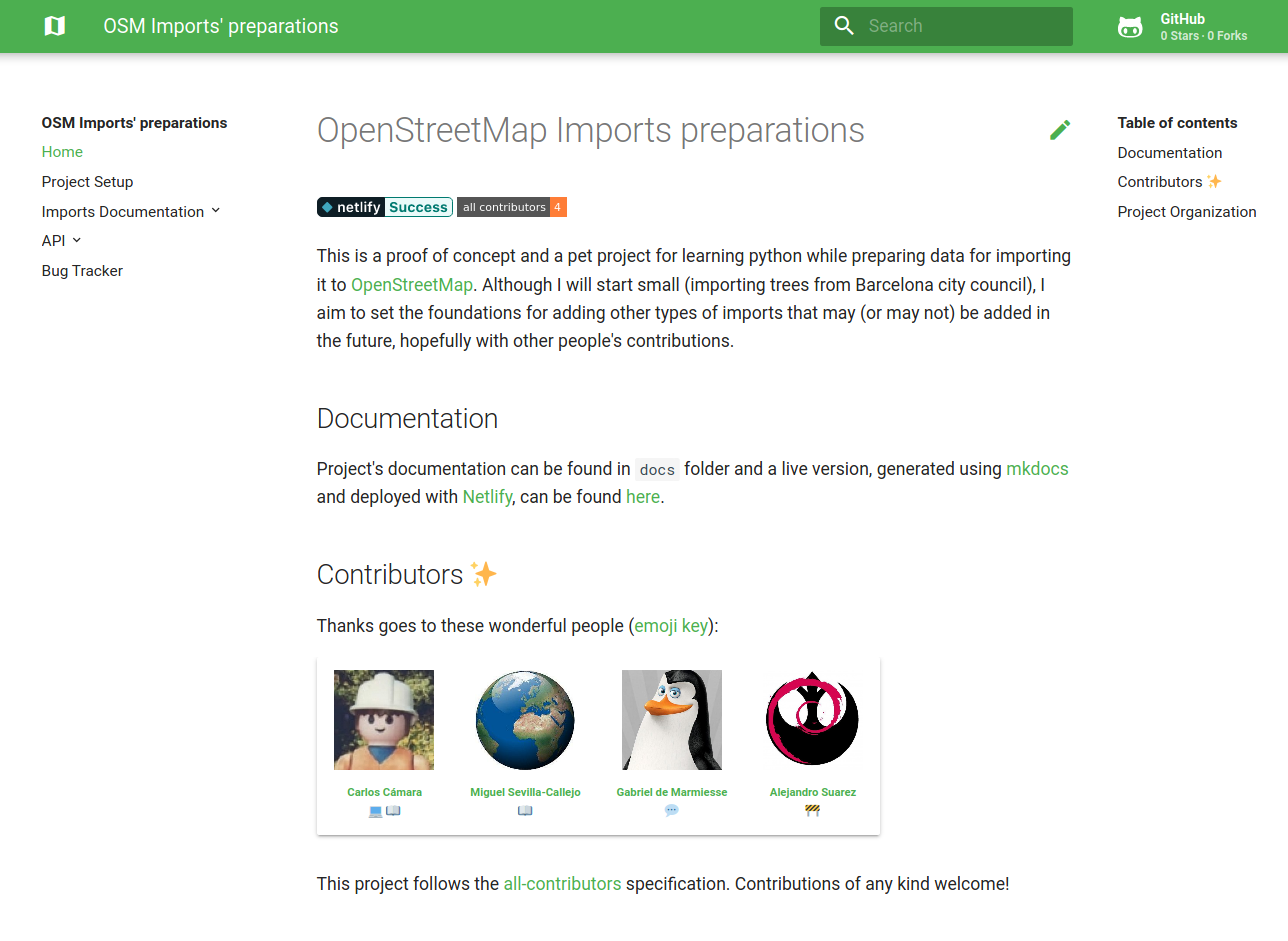 OSM Imports' preparations
Search
GitHub
0 Stars · 0 Forks
OSM Imports' preparations
Home
Project Setup
Imports Documentation
API
Bug Tracker
OpenStreetMap Imports preparations
netlify Success all contributors 4
This is a proof of concept and a pet project for learning python while preparing data for importing
it to OpenStreetMap. Although I will start small (importing trees from Barcelona city council), I
aim to set the foundations for adding other types of imports that may (or may not) be added in
the future, hopefully with other people's contributions.
Documentation
Project's documentation can be found in docs folder and a live version, generated using mkdocs
and deployed with Netlify, can be found here.
Contributors ✨
Thanks goes to these wonderful people (emoji key):
Carlos Cámara
Miguel Sevilla-Callejo
Gabriel de Marmiesse
Alejandro Suarez
💻 📖
📖
💬
🚧
This project follows the all-contributors specification. Contributions of any kind welcome!
Table of contents
Documentation
Contributors ✨
Project Organization